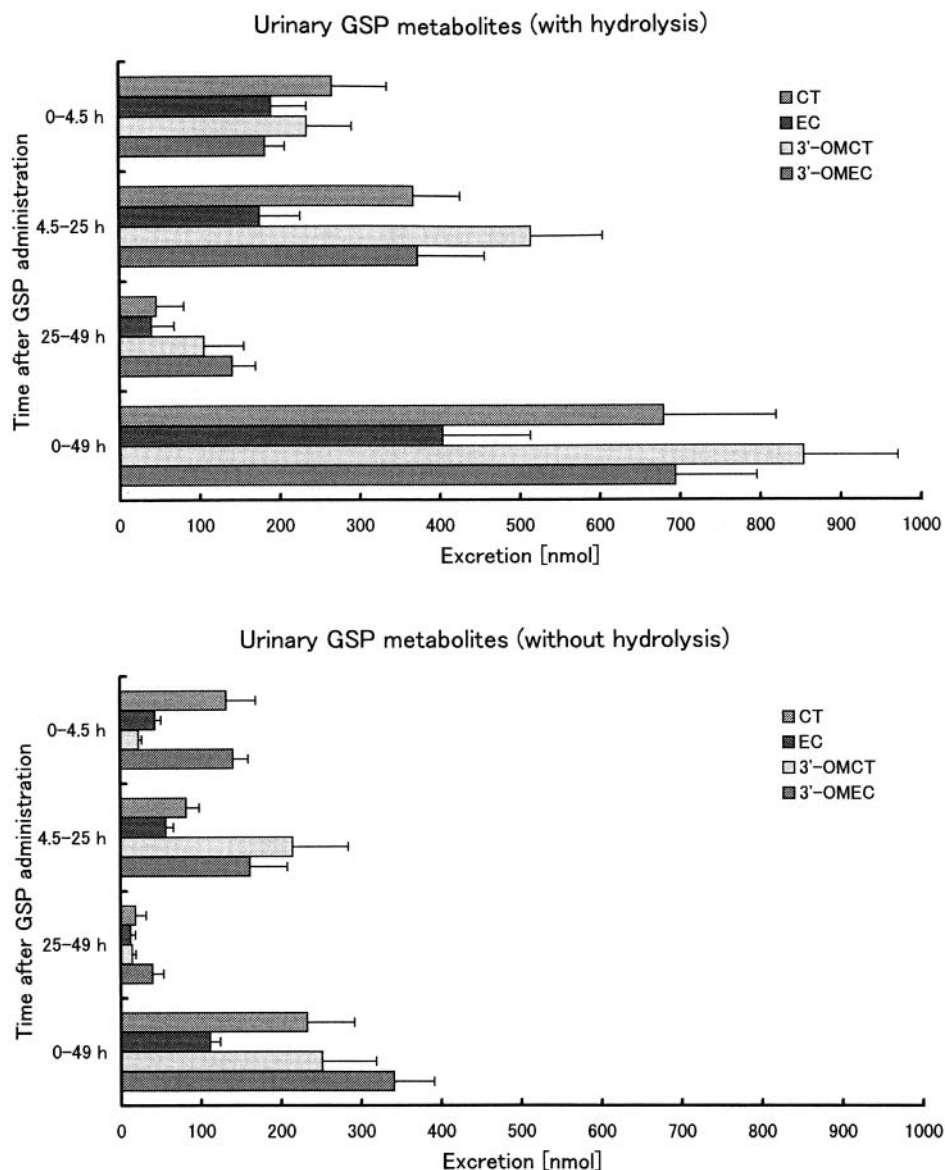 Urinary GSP metabolites (with hydrolysis)
Time after GSP administration
0-4.5 h
4.5-25 h
25-49 h
0-49 h
CT
EC
3'-OMCT
3'-OMEC
0 100 200 300 400 500 600 700 800 900 1000
Excretion [nmol]
Urinary GSP metabolites (without hydrolysis)
Time after GSP administration
0-4.5 h
4.5-25 h
25-49 h
0-49 h
CT
EC
3'-OMCT
3'-OMEC
0 100 200 300 400 500 600 700 800 900 1000
Excretion [nmol]